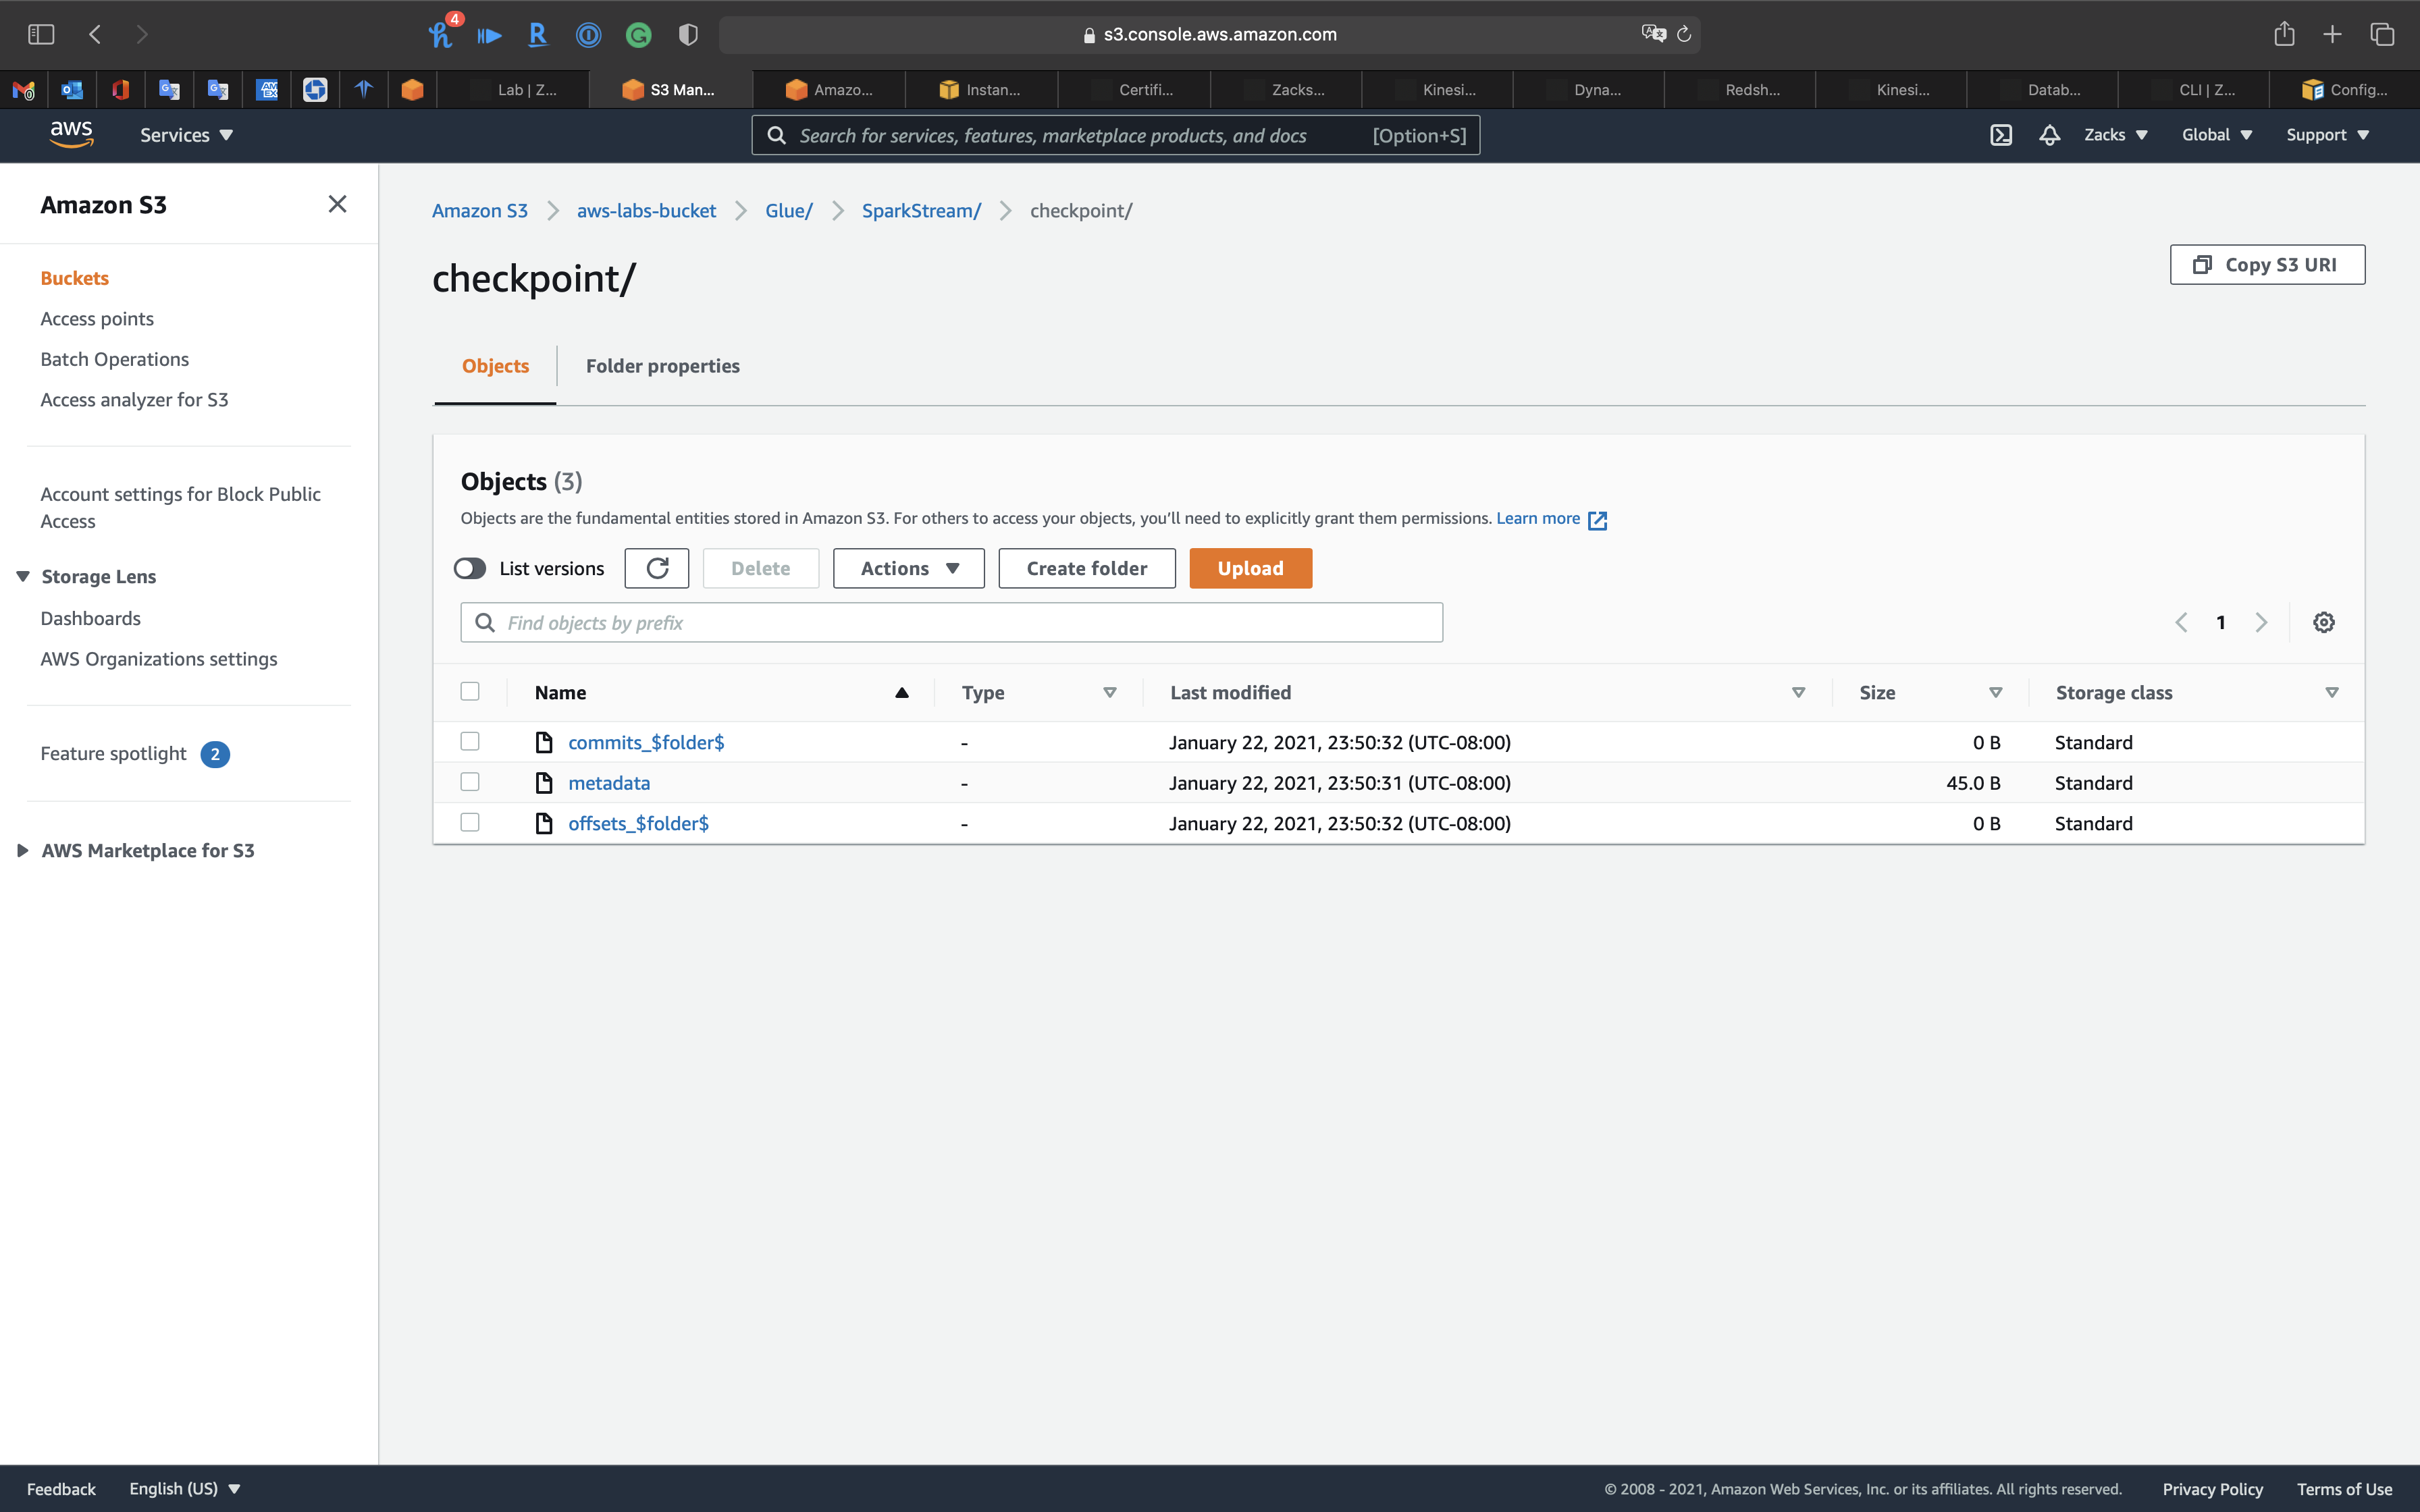 4
s3.console.aws.amazon.com
Lab | Z...
S3 Man...
Amazo...
Instan...
Certifi...
Zacks...
Kinesi...
Dyna...
Redsh...
Kinesi...
Datab...
CLI | Z...
Config...
aws
Services
Search for services, features, marketplace products, and docs [Option+S]
Zacks
Global
Support
Amazon S3
Buckets
Access points
Batch Operations
Access analyzer for S3
Account settings for Block Public
Access
Storage Lens
Dashboards
AWS Organizations settings
Feature spotlight 2
AWS Marketplace for S3
Amazon S3 aws-labs-bucket Glue/ SparkStream/ checkpoint/
checkpoint/
Copy S3 URI
Objects
Folder properties
Objects (3)
Objects are the fundamental entities stored in Amazon S3. For others to access your objects, you’ll need to explicitly grant them permissions. Learn more
List versions
Delete
Actions
Create folder
Upload
Find objects by prefix
1
Name Type Last modified Size Storage class
commits_$folder$ - January 22, 2021, 23:50:32 (UTC-08:00) 0 B Standard
metadata - January 22, 2021, 23:50:31 (UTC-08:00) 45.0 B Standard
offsets_$folder$ - January 22, 2021, 23:50:32 (UTC-08:00) 0 B Standard
Feedback
English (US)
© 2008 - 2021, Amazon Web Services, Inc. or its affiliates. All rights reserved.
Privacy Policy
Terms of Use